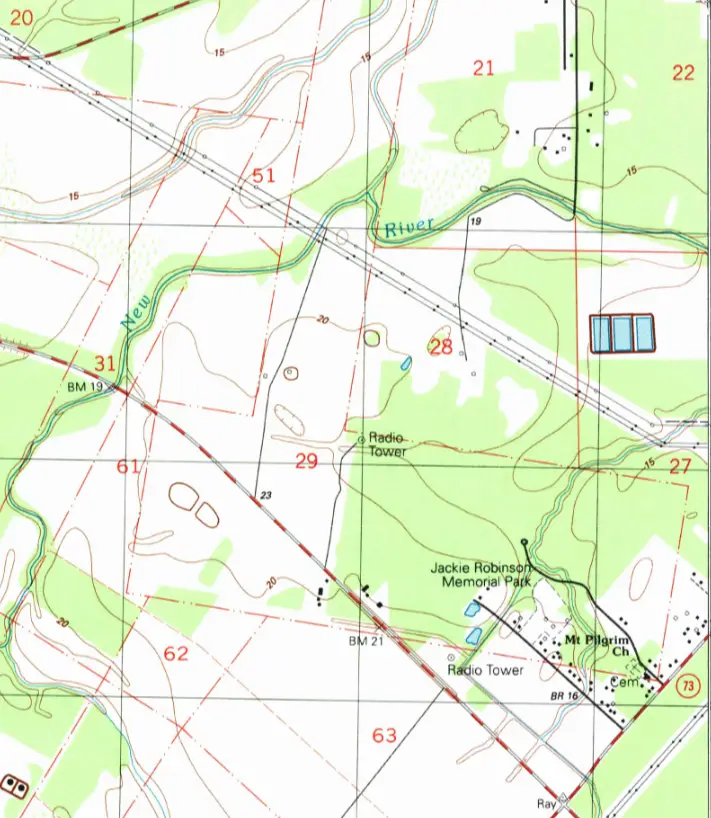 20
15
15
21
22
51
15
15
River
19
New
20
28
31
BM 19
Radio
Tower
61
29
23
15
27
Jackie Robinson
Memorial Park
20
20
BM 21
Mt Pilgrim
Ch
62
Radio Tower
Cem
73
BR 16
63
Ray